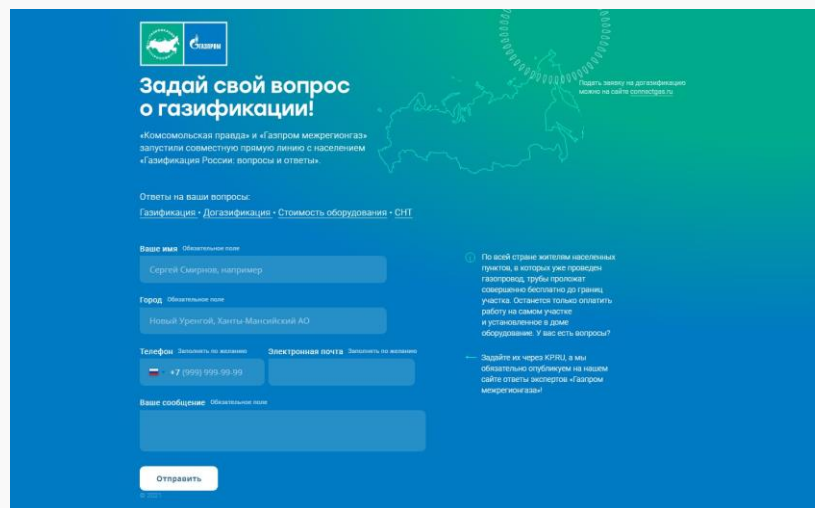 ГАЗПРОМ
Задай свой вопрос
о газификации!
Подать заявку на догазификацию
можно на сайте connectgas.ru
«Комсомольская правда» и «Газпром межрегионгаз»
запустили совместную прямую линию с населением
«Газификация России: вопросы и ответы».
Ответы на ваши вопросы:
Газификация • Догазификация • Стоимость оборудования • СНТ
Ваше имя Обязательное поле
Сергей Смирнов, например
Город Обязательное поле
Новый Уренгой, Ханты-Мансийский АО
Телефон Заполнять по желанию Электронная почта Заполнять по желанию
+7 (999) 999-99-99
Ваше сообщение Обязательное поле
Отправить
© 2021
По всей стране жителям населенных
пунктов, в которых уже проведен
газопровод, трубы проложат
совершенно бесплатно до границ
участка. Останется только оплатить
работу на самом участке
и установленное в доме
оборудование. У вас есть вопросы?
Задайте их через KP.RU, а мы
обязательно опубликуем на нашем
сайте ответы экспертов «Газпром
межрегионгаза»!